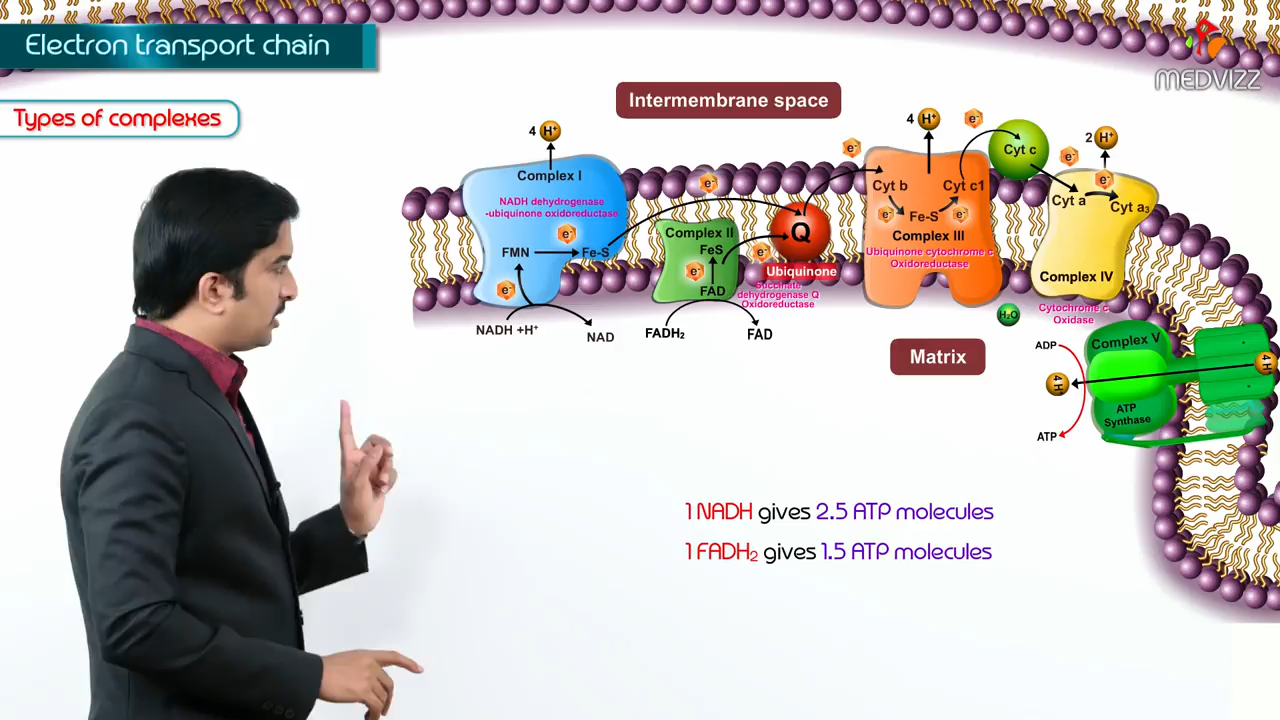 Electron transport chain
MEDVIZZ
Types of complexes
Intermembrane space
4 H⁺
Complex I
NADH dehydrogenase
-ubiquinone oxidoreductase
e⁻
FMN
Fe-S
e⁻
NADH +H⁺
NAD
e⁻
Complex II
FeS
e⁻
FAD
e⁻
Succinate
dehydrogenase Q
Oxidoreductase
FADH₂
FAD
Q
Ubiquinone
e⁻
4 H⁺
e⁻
Cyt b
Cyt c1
e⁻
Fe-S
e⁻
Complex III
Ubiquinone cytochrome c
Oxidoreductase
Cyt c
e⁻
2 H⁺
e⁻
Cyt a
Cyt a₃
Complex IV
Cytochrome c
Oxidase
H₂O
Matrix
ADP
Complex V
4 H
4 H
ATP
Synthase
ATP
1 NADH gives 2.5 ATP molecules
1 FADH₂ gives 1.5 ATP molecules